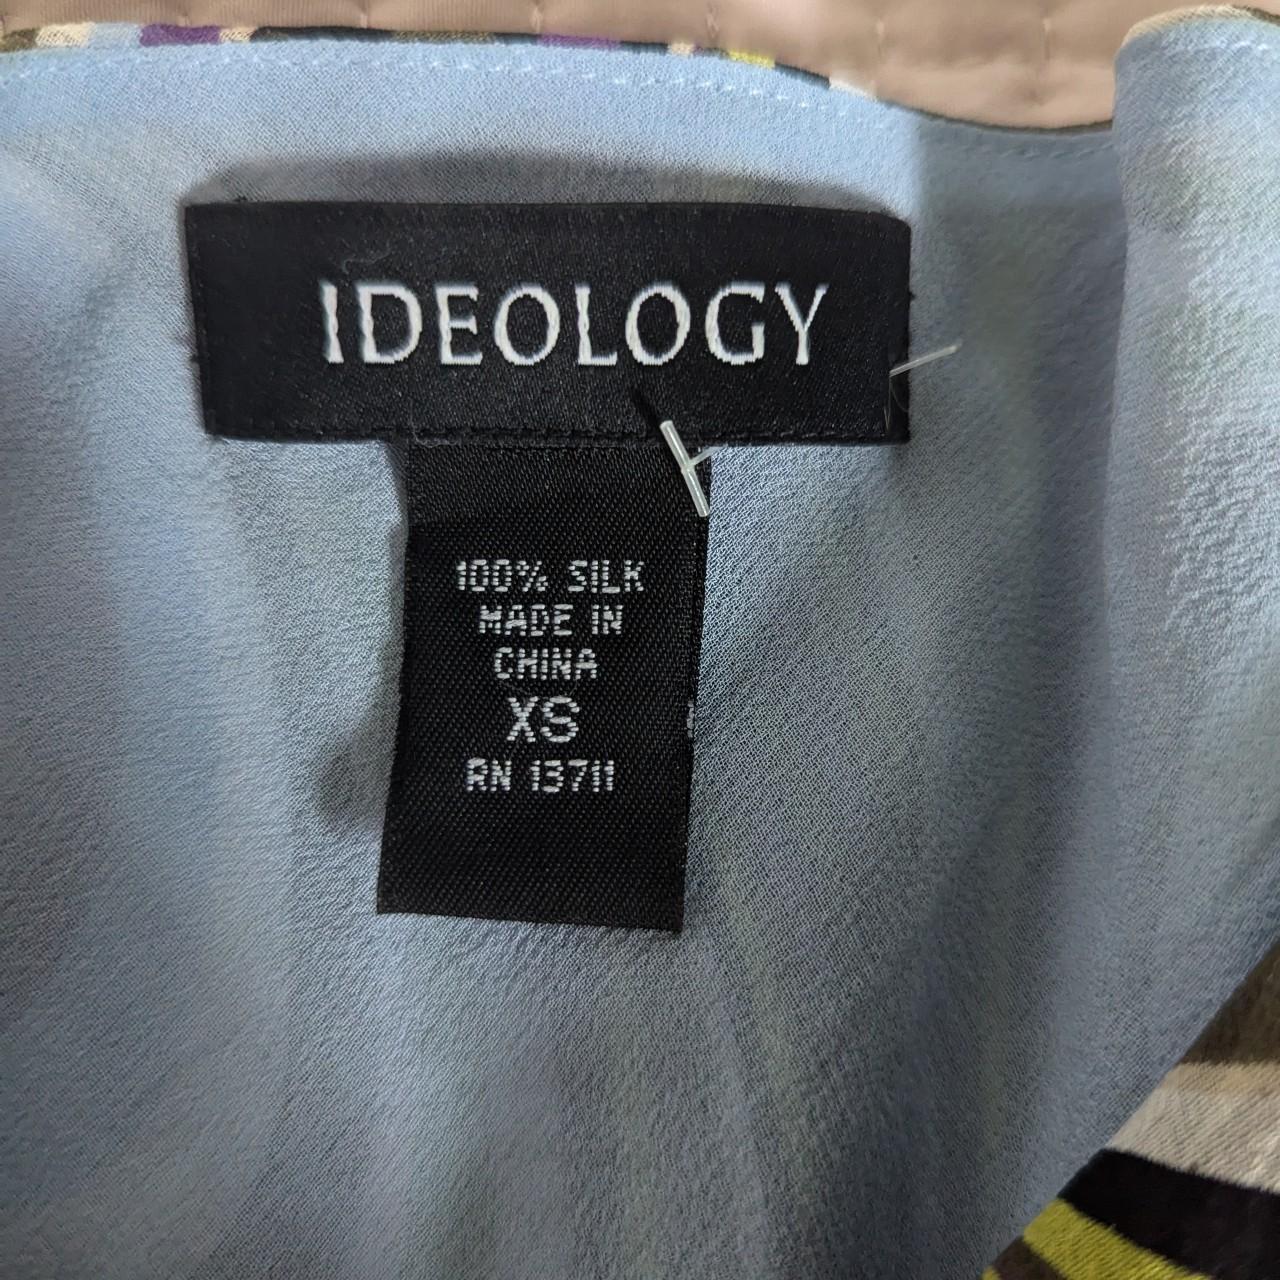 IDEOLOGY
100% SILK
MADE IN
CHINA
XS
RN 13711